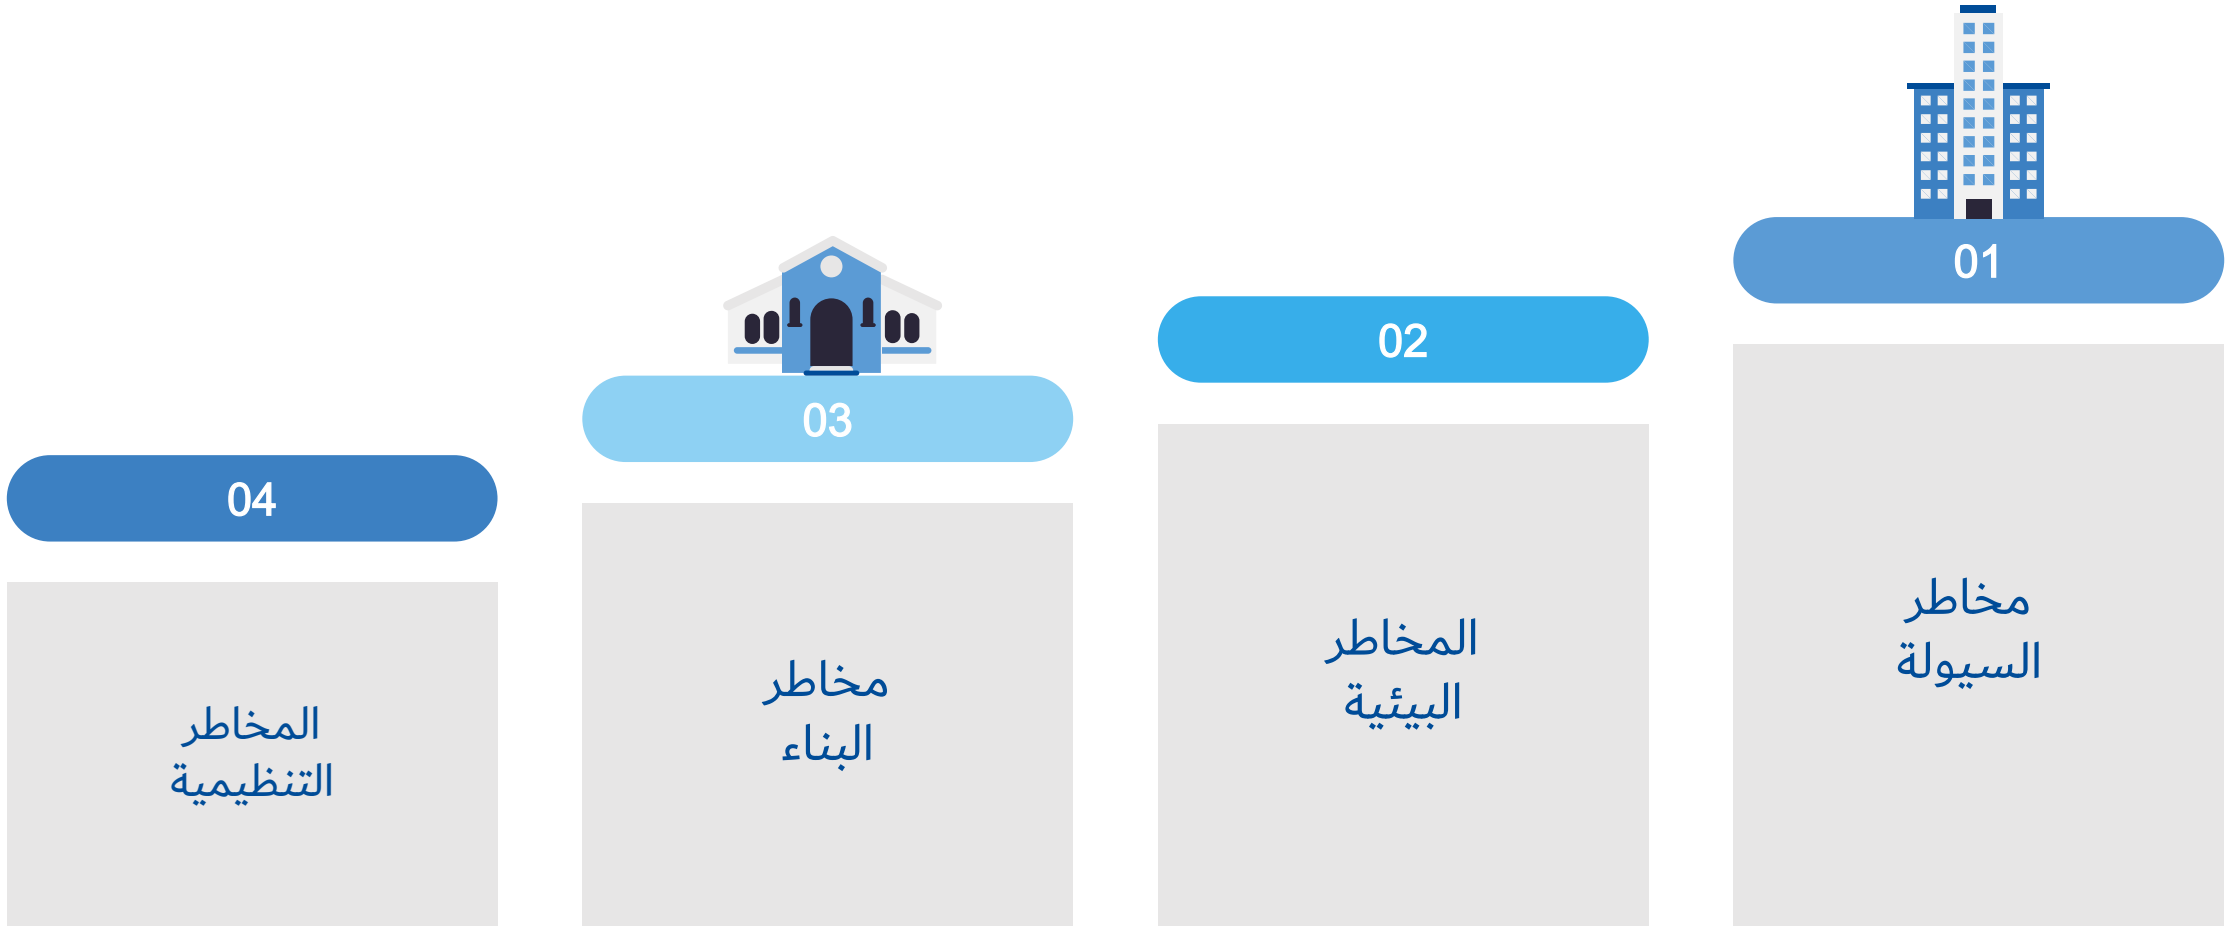 01
مخاطر
السيولة
02
المخاطر
البيئية
03
مخاطر
البناء
04
المخاطر
التنظيمية